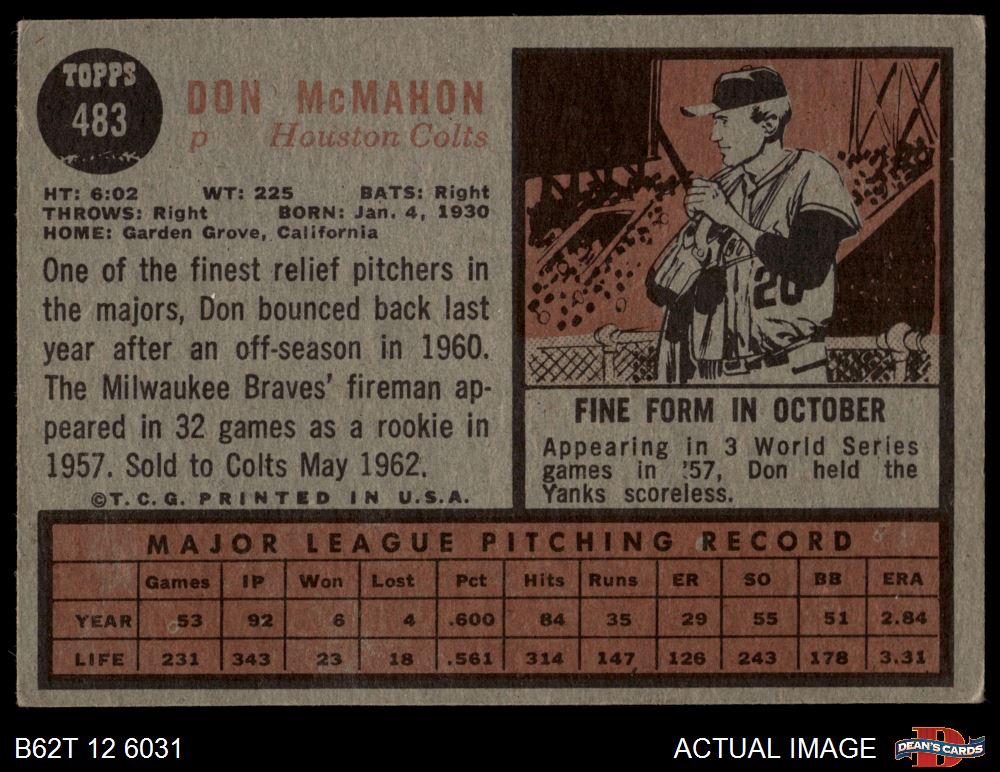 TOPPS
483
DON McMAHON
p Houston Colts
HT: 6:02 WT: 225 BATS: Right
THROWS: Right BORN: Jan. 4, 1930
HOME: Garden Grove, California
One of the finest relief pitchers in
the majors, Don bounced back last
year after an off-season in 1960.
The Milwaukee Braves' fireman ap-
peared in 32 games as a rookie in
1957. Sold to Colts May 1962.
©T.C.G. PRINTED IN U.S.A.
20
FINE FORM IN OCTOBER
Appearing in 3 World Series
games in '57, Don held the
Yanks scoreless.
MAJOR LEAGUE PITCHING RECORD
Games IP Won Lost Pct Hits Runs ER SO BB ERA
YEAR 53 92 6 4 .600 84 35 29 55 51 2.84
LIFE 231 343 23 18 .561 314 147 126 243 178 3.31
B62T 12 6031
ACTUAL IMAGE
D
DEAN'S CARDS